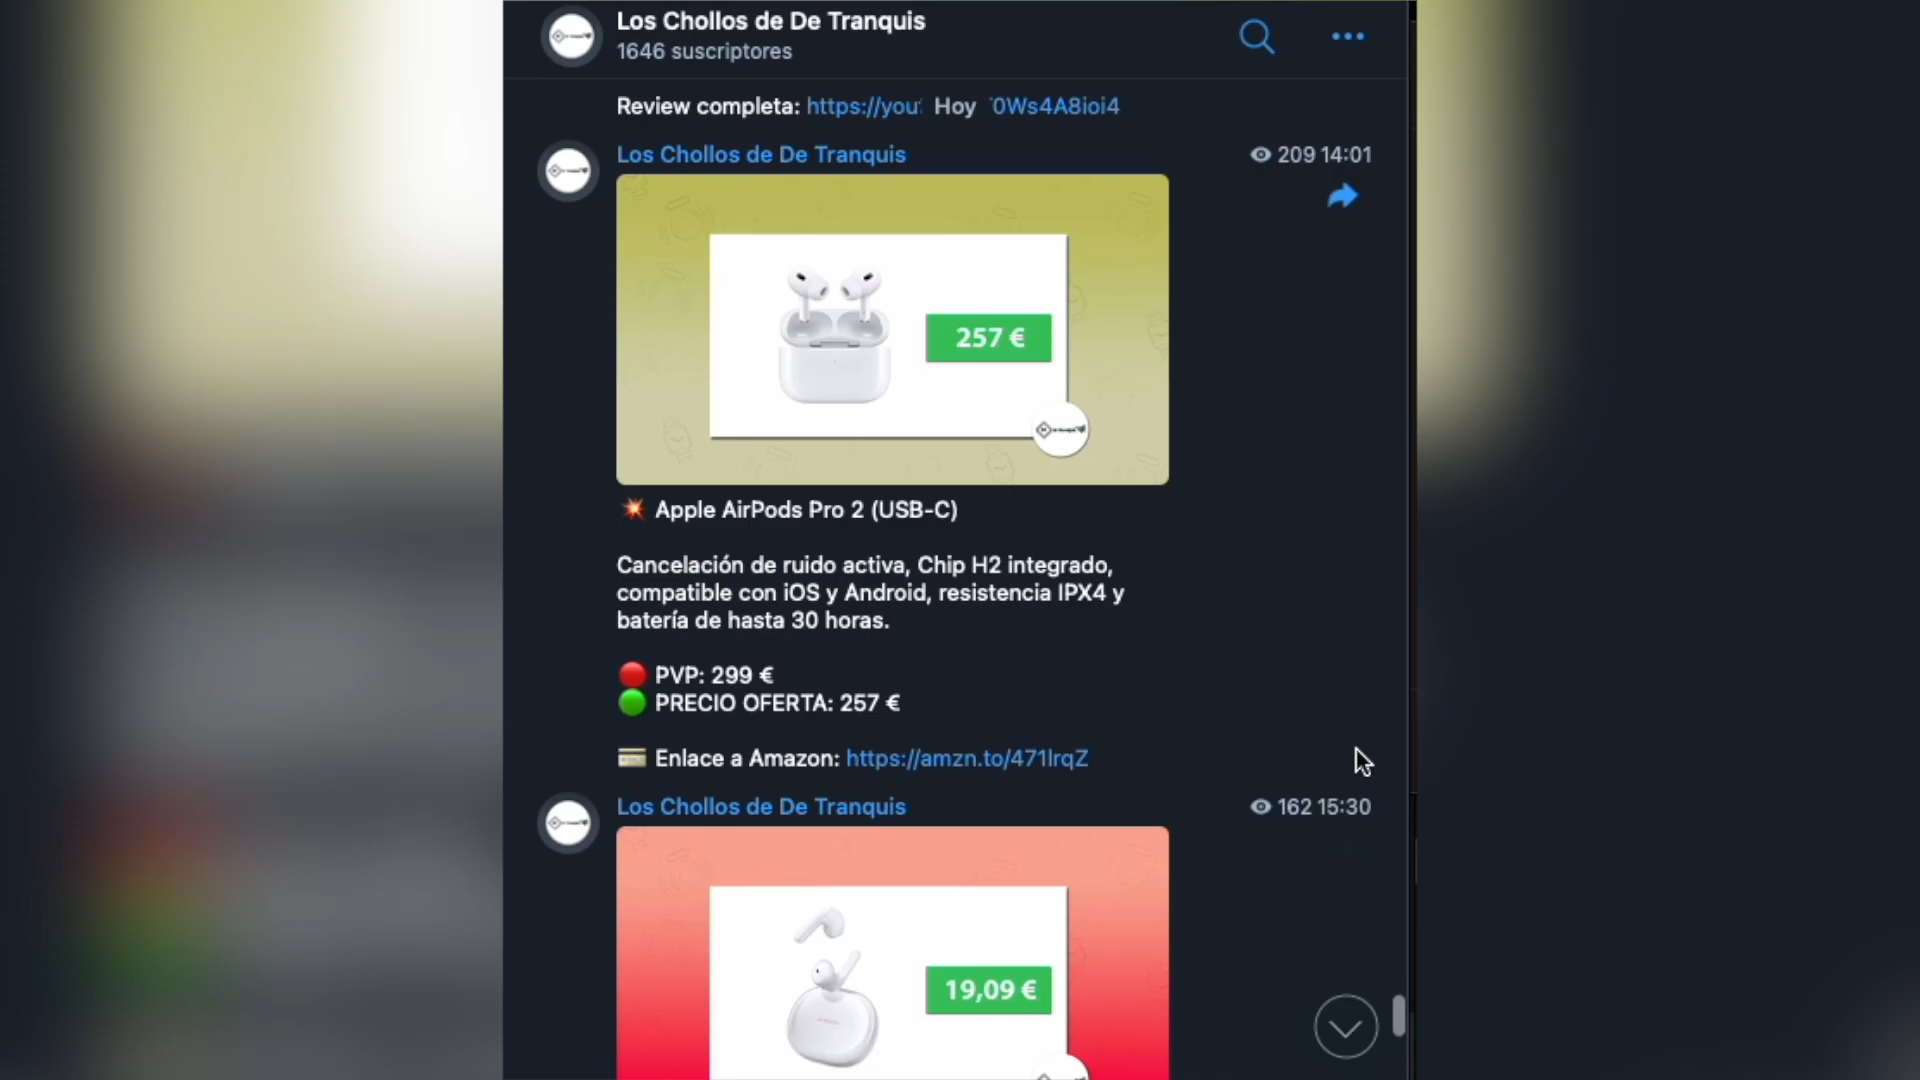 Los Chollos de De Tranquis
1646 suscriptores
Review completa: https://you Hoy 0Ws4A8ioi4
Los Chollos de De Tranquis
209 14:01
257 €
Apple AirPods Pro 2 (USB-C)
Cancelación de ruido activa, Chip H2 integrado,
compatible con iOS y Android, resistencia IPX4 y
batería de hasta 30 horas.
PVP: 299 €
PRECIO OFERTA: 257 €
Enlace a Amazon: https://amzn.to/471lrqZ
Los Chollos de De Tranquis
162 15:30
19,09 €